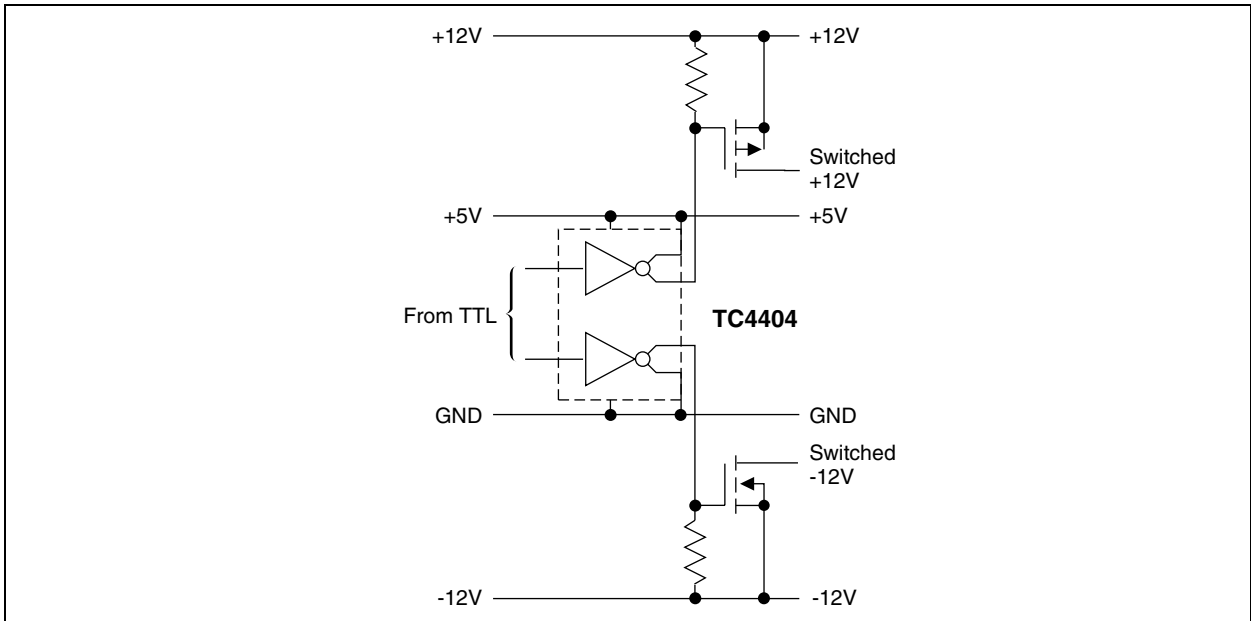 +12V
+12V
Switched
+12V
+5V
+5V
From TTL
TC4404
GND
GND
Switched
-12V
-12V
-12V